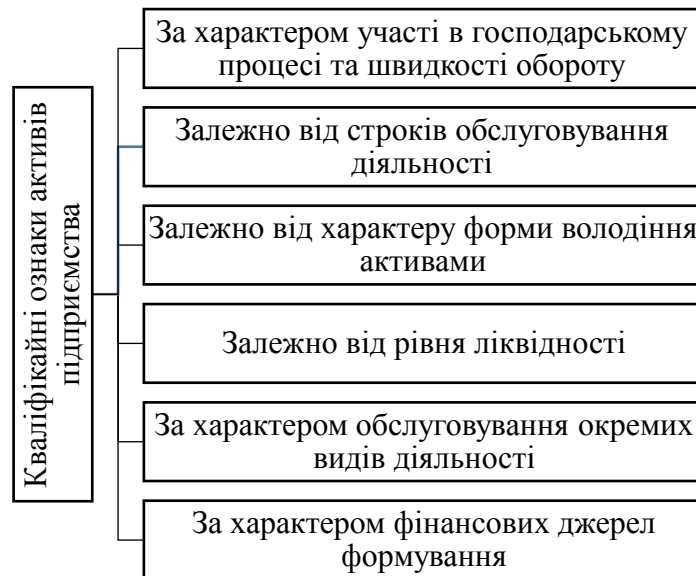 Кваліфікайні ознаки активів
підприємства
За характером участі в господарському
процесі та швидкості обороту
Залежно від строків обслуговування
діяльності
Залежно від характеру форми володіння
активами
Залежно від рівня ліквідності
За характером обслуговування окремих
видів діяльності
За характером фінансових джерел
формування